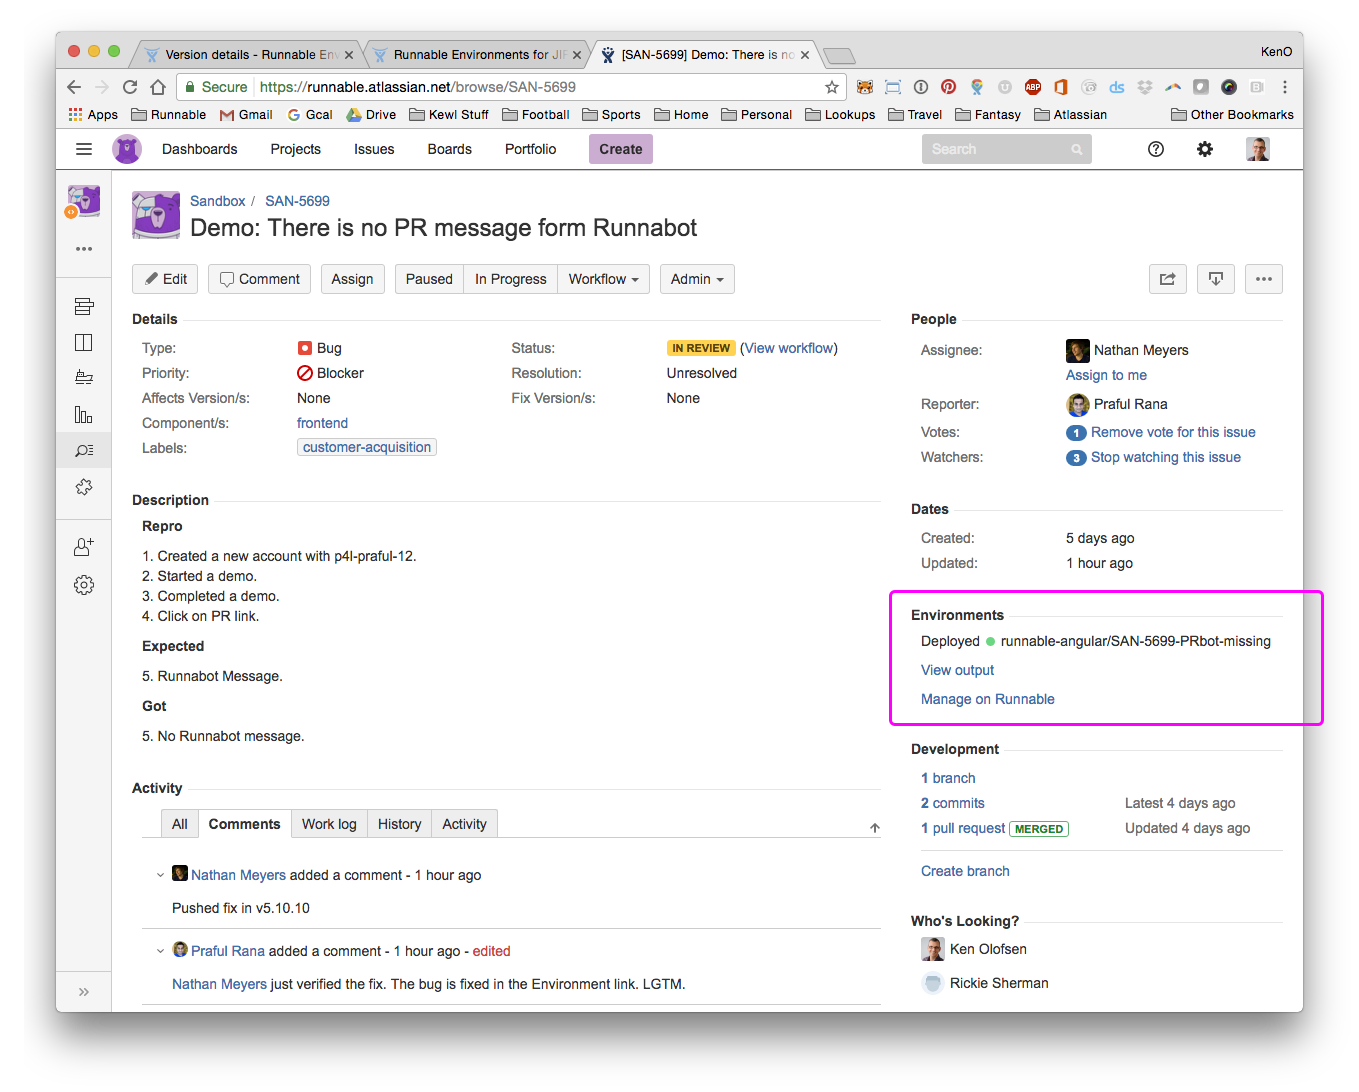 Version details - Runnable En
Runnable Environments for JIF
[SAN-5699] Demo: There is no
KenO
Secure
https://runnable.atlassian.net/browse/SAN-5699
ABP
ds
Apps
Runnable
Gmail
Gcal
Drive
Kewl Stuff
Football
Sports
Home
Personal
Lookups
Travel
Fantasy
Atlassian
Other Bookmarks
Dashboards
Projects
Issues
Boards
Portfolio
Create
Search
Sandbox / SAN-5699
Demo: There is no PR message form Runnabot
Edit
Comment
Assign
Paused
In Progress
Workflow
Admin
Details
Type: Bug
Status: IN REVIEW (View workflow)
Priority: Blocker
Resolution: Unresolved
Affects Version/s: None
Fix Version/s: None
Component/s: frontend
Labels: customer-acquisition
Description
Repro
1. Created a new account with p4l-praful-12.
2. Started a demo.
3. Completed a demo.
4. Click on PR link.
Expected
5. Runnabot Message.
Got
5. No Runnabot message.
Activity
All
Comments
Work log
History
Activity
Nathan Meyers added a comment - 1 hour ago
Pushed fix in v5.10.10
Praful Rana added a comment - 1 hour ago - edited
Nathan Meyers just verified the fix. The bug is fixed in the Environment link. LGTM.
People
Assignee: Nathan Meyers
Assign to me
Reporter: Praful Rana
Votes: 1 Remove vote for this issue
Watchers: 3 Stop watching this issue
Dates
Created: 5 days ago
Updated: 1 hour ago
Environments
Deployed runnable-angular/SAN-5699-PRbot-missing
View output
Manage on Runnable
Development
1 branch
2 commits Latest 4 days ago
1 pull request MERGED Updated 4 days ago
Create branch
Who's Looking?
Ken Olofsen
Rickie Sherman